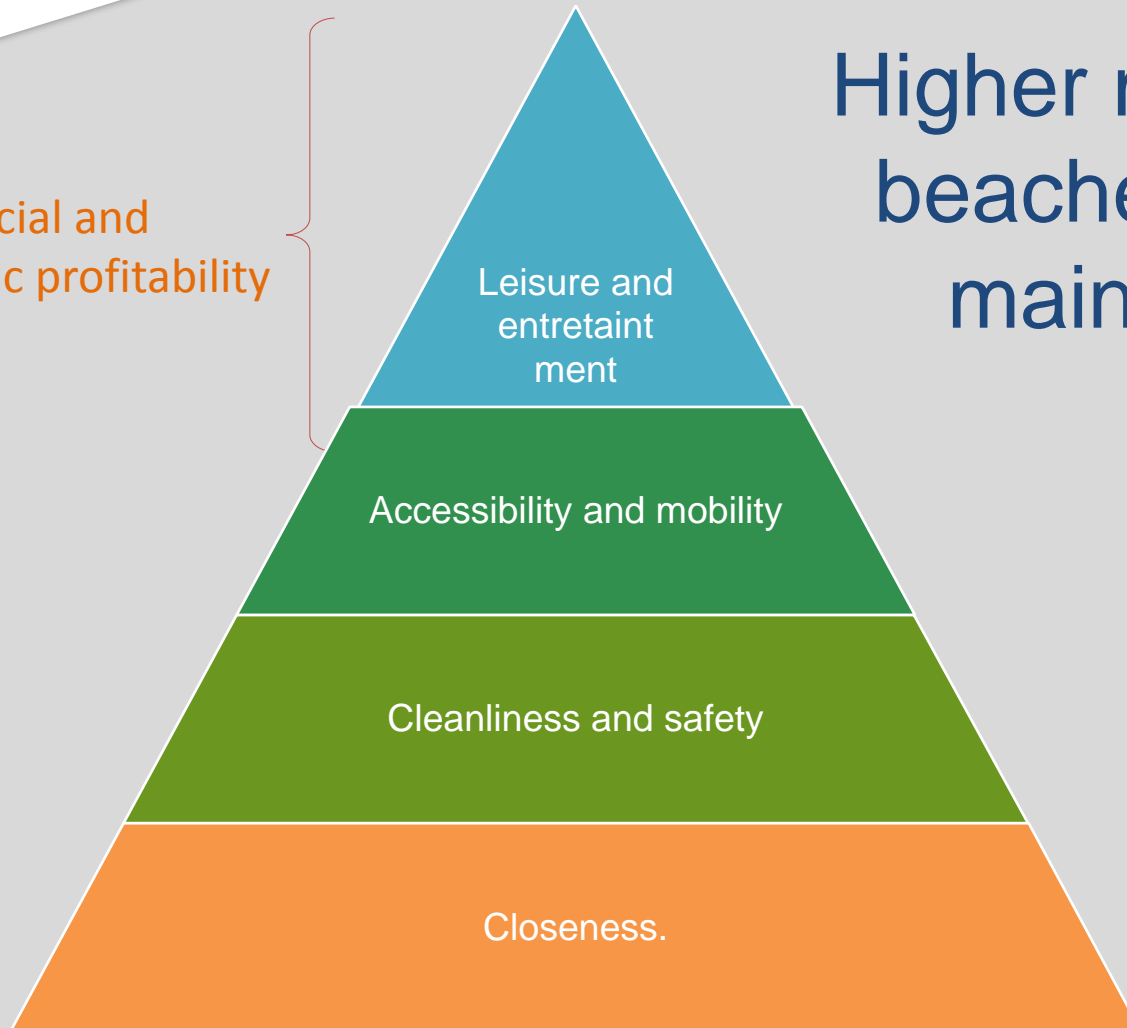 Higher
beache
main
cial and
c profitability
Leisure and
entretaint
ment
Accessibility and mobility
Cleanliness and safety
Closeness.